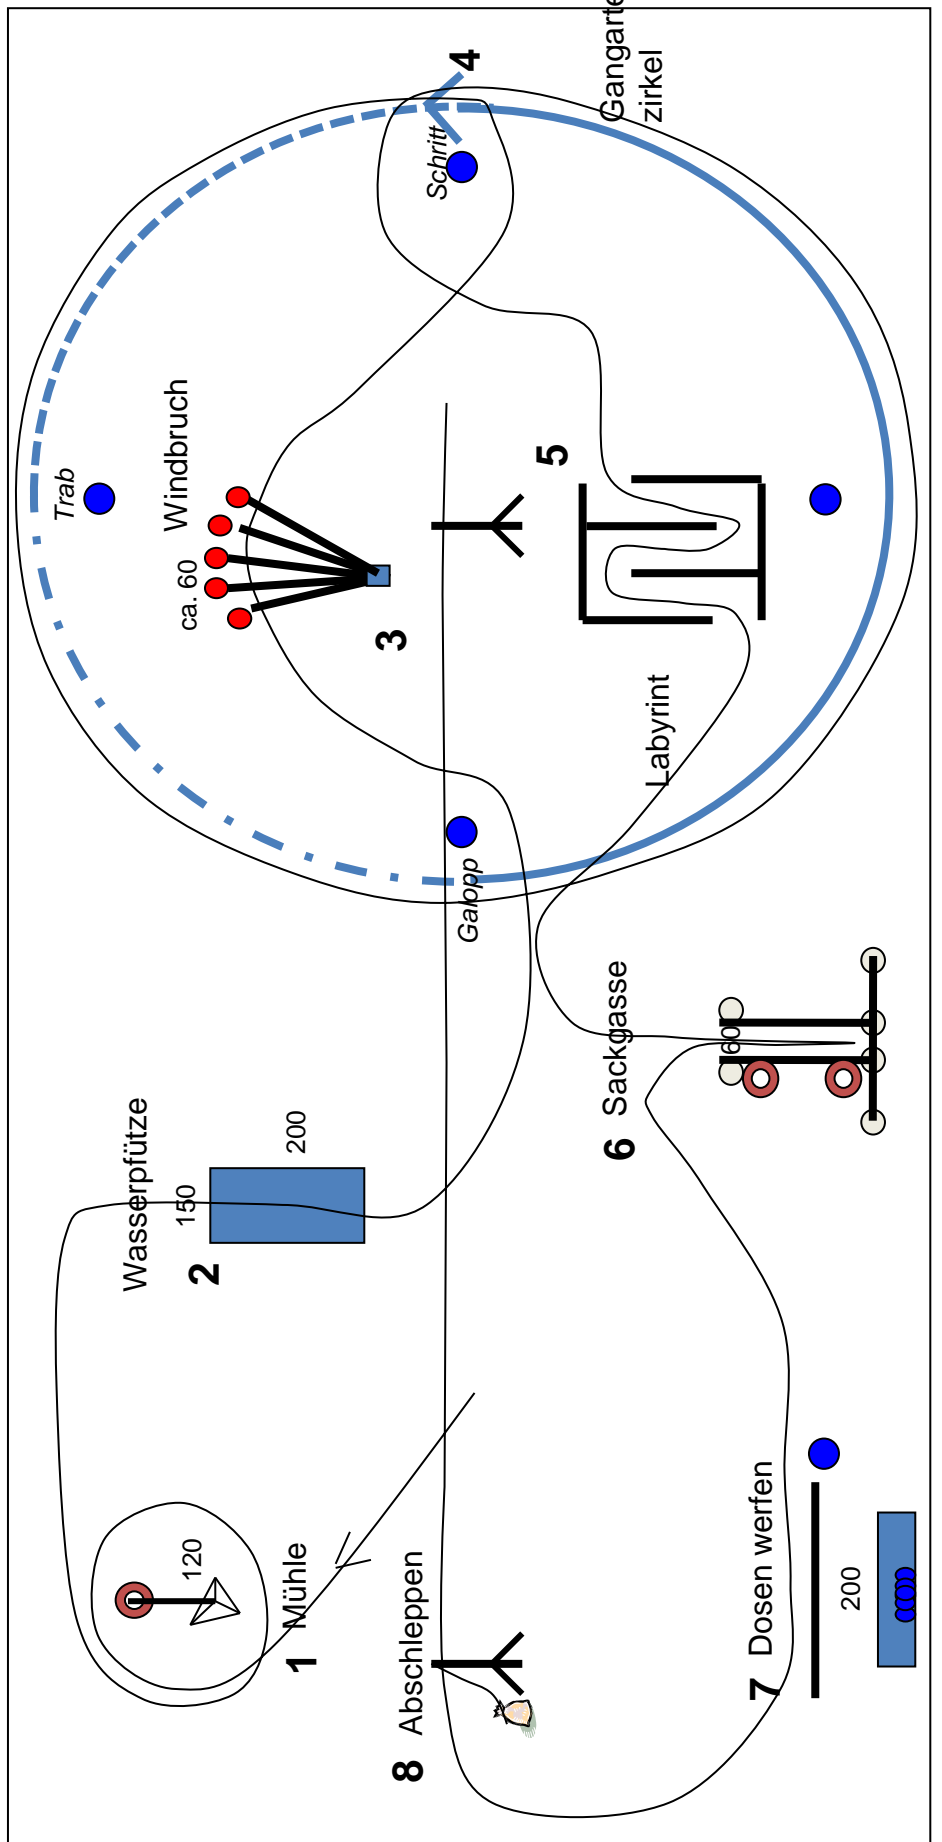 1 Mühle
120
2
Wasserpfütze
150
200
3
Windbruch
ca. 60
4
Gangarte
zirkel
Schritt
Trab
Galopp
5
Labyrint
6 Sackgasse
60
7 Dosen werfen
200
8 Abschleppen